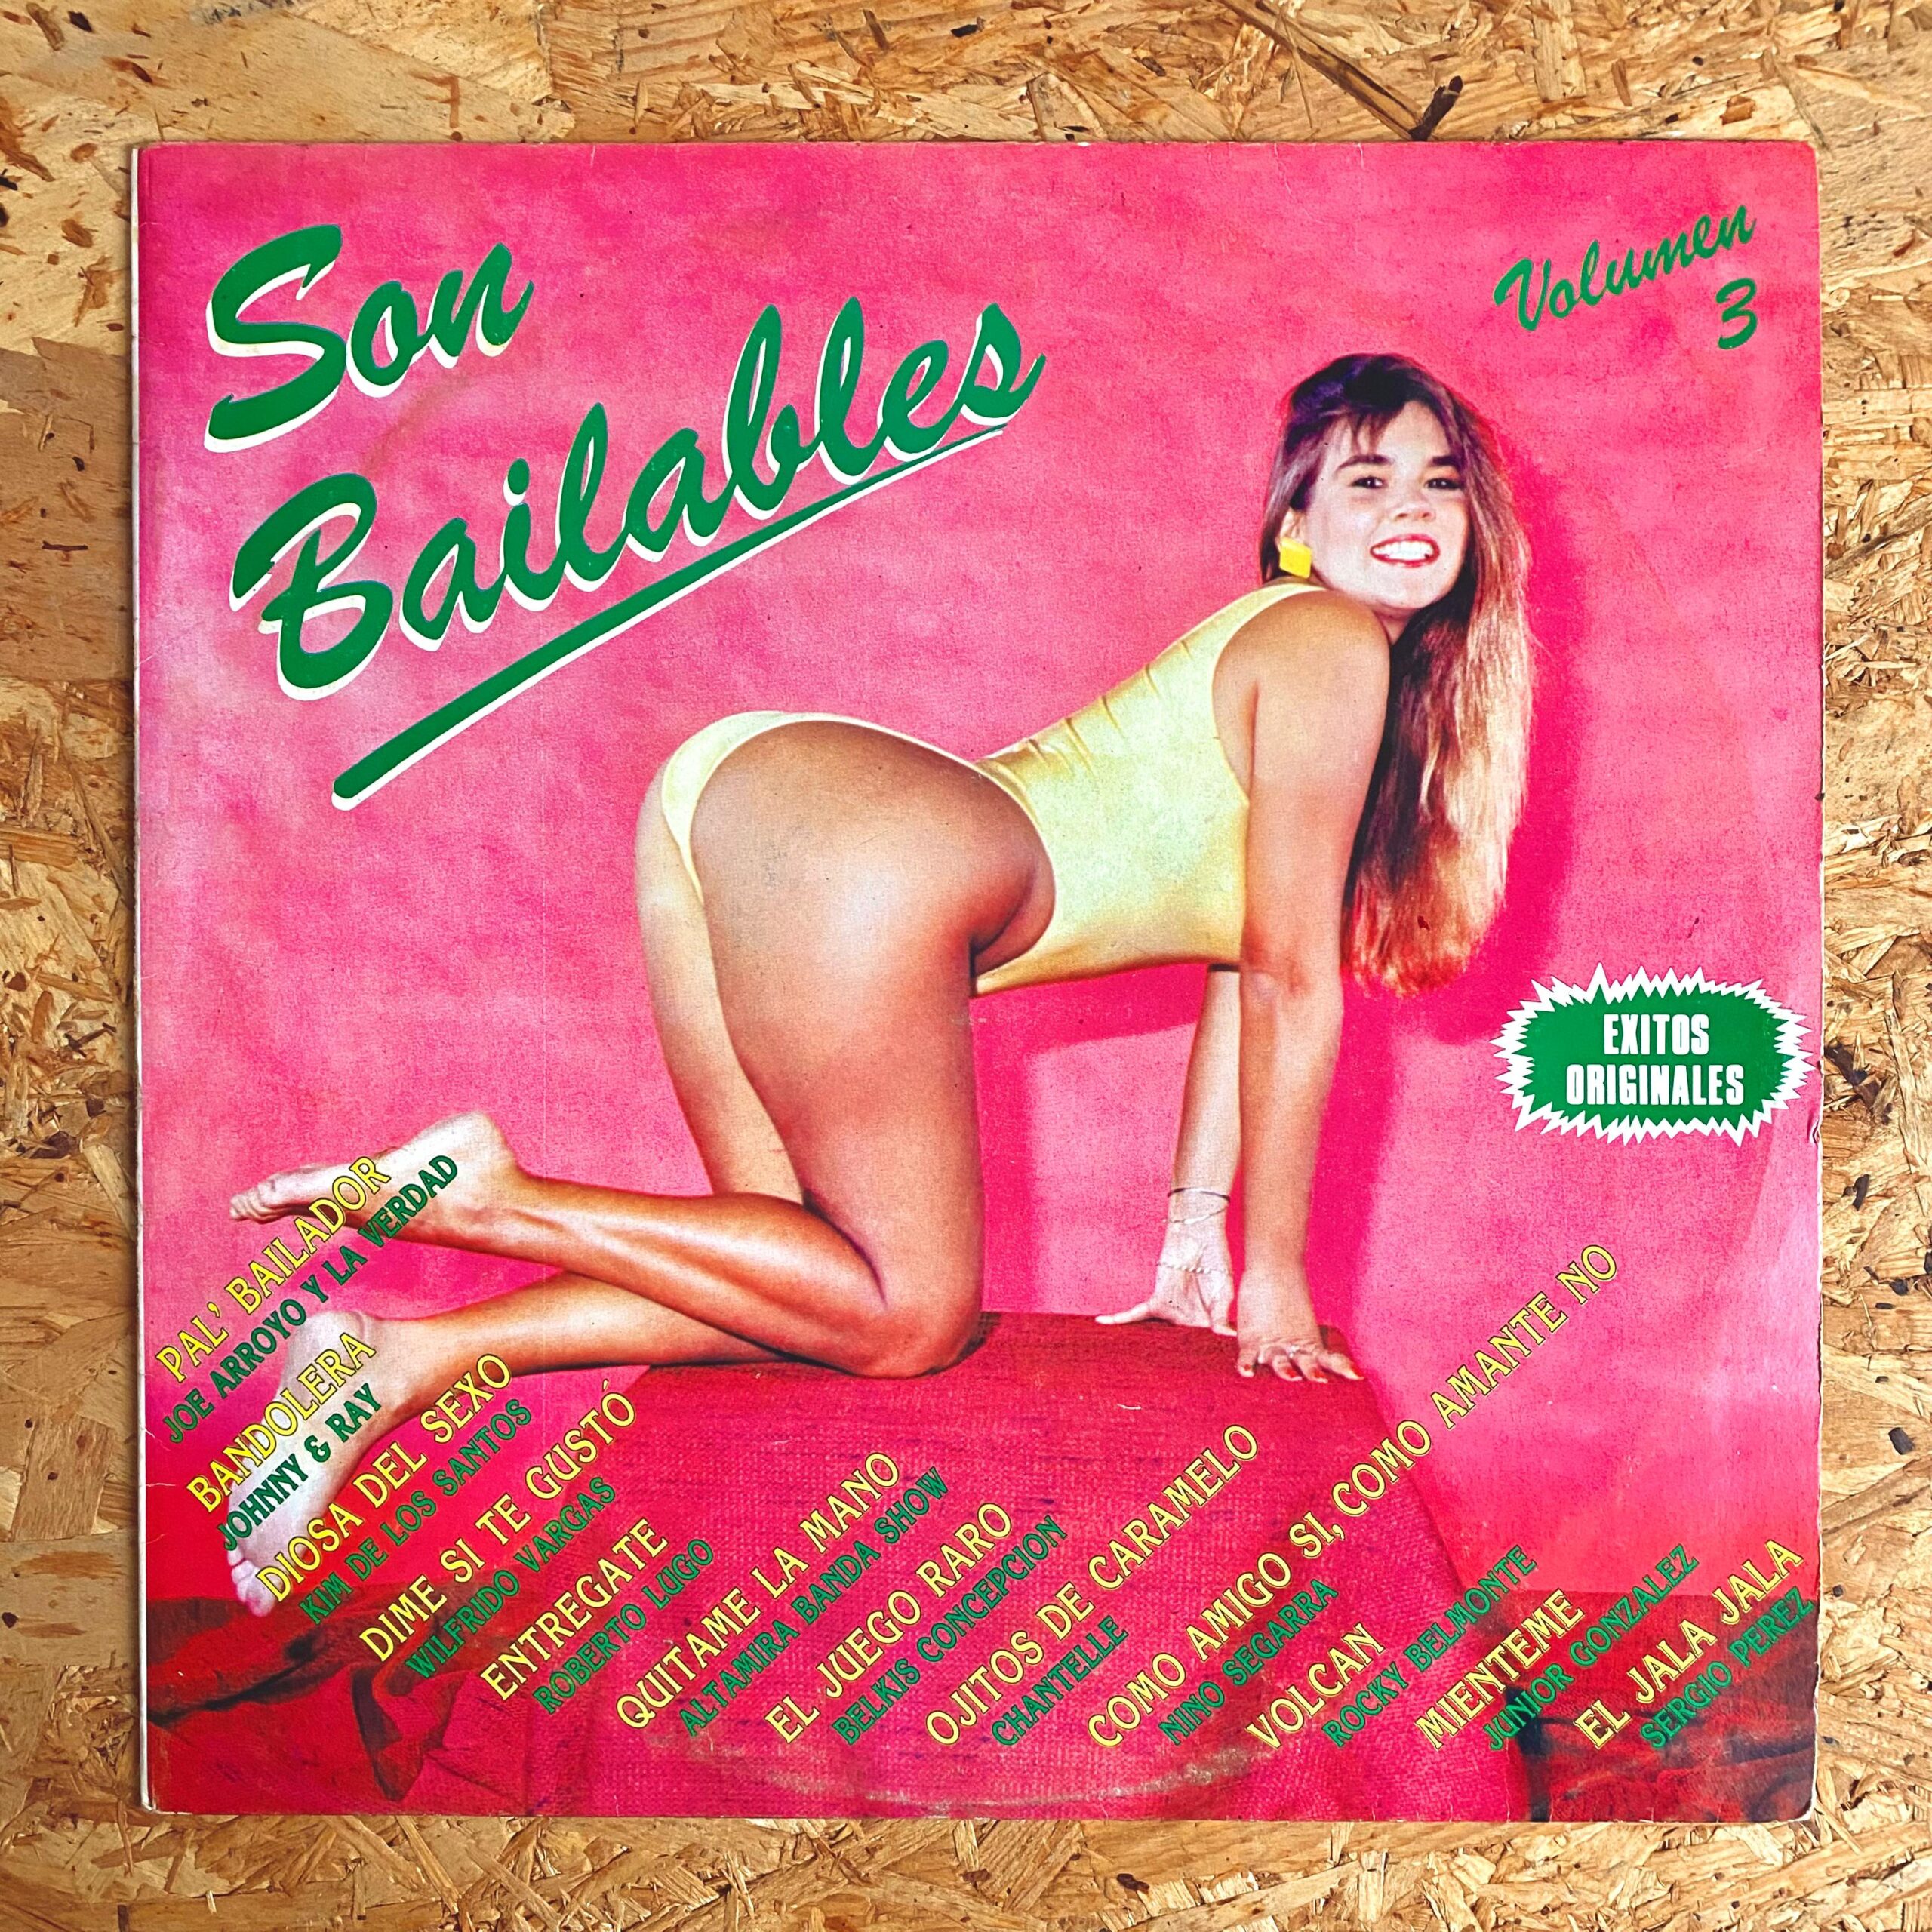 Son
Bailables
Volumen
3
EXITOS
ORIGINALES
PAL' BAILADOR
JOE ARROYO Y LA VERDAD
BANDOLERA
JOHNNY & RAY
DIOSA DEL SEXO
KIM DE LOS SANTOS
DIME SI TE GUSTÓ
WILFRIDO VARGAS
ENTREGATE
ROBERTO LUGO
QUITAME LA MANO
ALTAMIRA BANDA SHOW
EL JUEGO RARO
BELKIS CONCEPCION
OJITOS DE CARAMELO
CHANTELLE
COMO AMIGO SI, COMO AMANTE NO
NINO SEGARRA
VOLCAN
ROCKY BELMONTE
MIENTEME
JUNIOR GONZALEZ
EL JALA JALA
SERGIO PEREZ